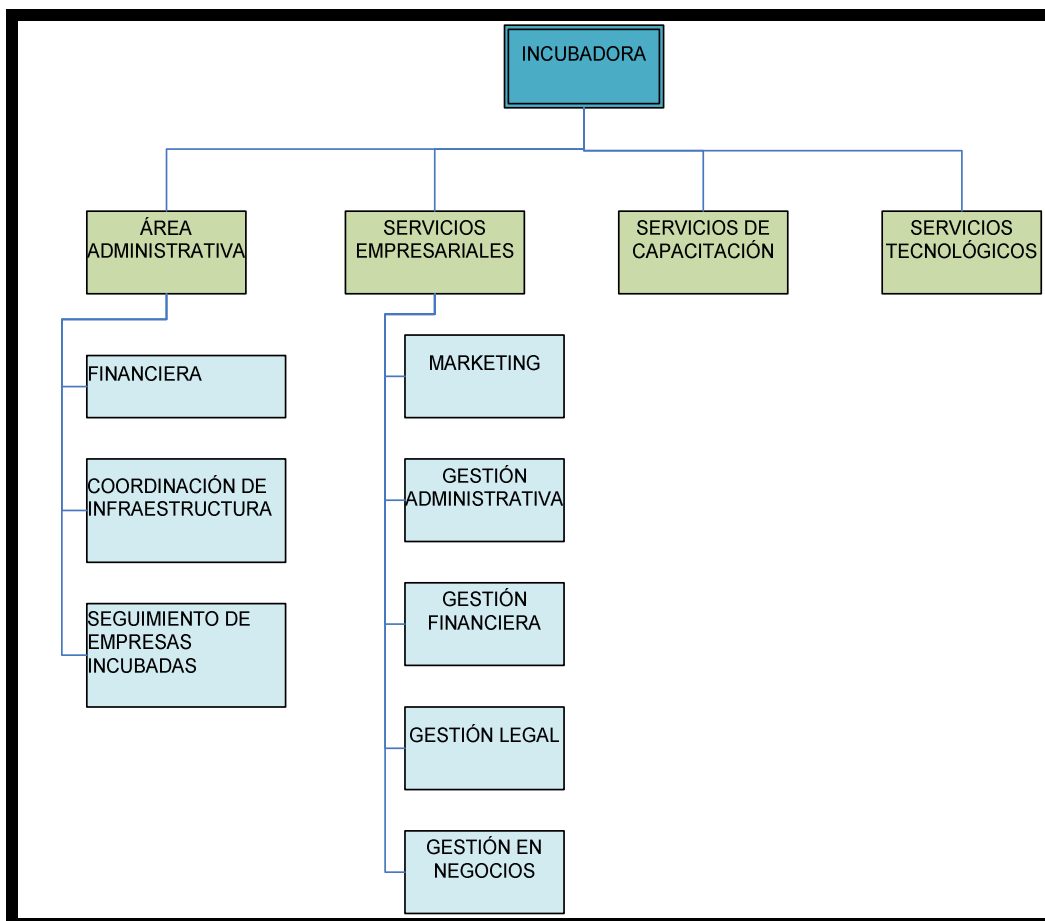 INCUBADORA
ÁREA
ADMINISTRATIVA
SERVICIOS
EMPRESARIALES
SERVICIOS DE
CAPACITACIÓN
SERVICIOS
TECNOLÓGICOS
FINANCIERA
COORDINACIÓN DE
INFRAESTRUCTURA
SEGUIMIENTO DE
EMPRESAS
INCUBADAS
MARKETING
GESTIÓN
ADMINISTRATIVA
GESTIÓN
FINANCIERA
GESTIÓN LEGAL
GESTIÓN EN
NEGOCIOS